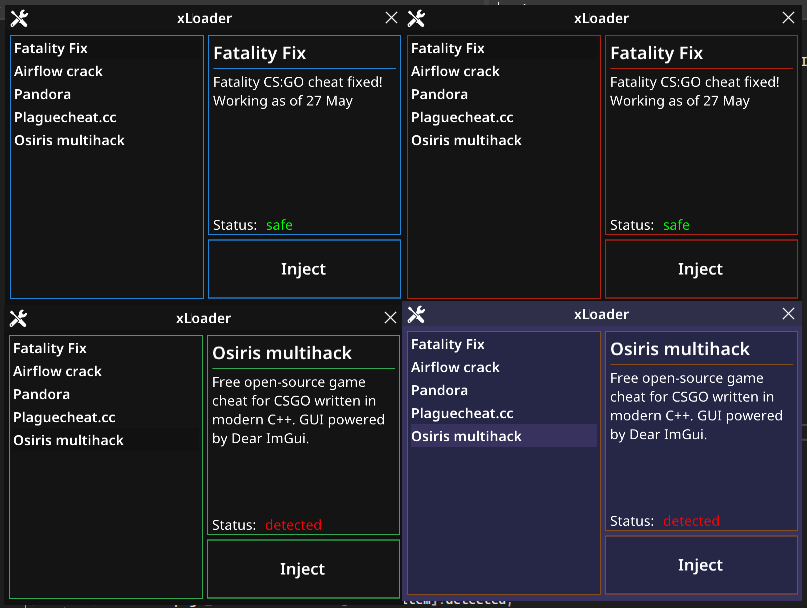 xLoader
Fatality Fix
Airflow crack
Pandora
Plaguecheat.cc
Osiris multihack
Fatality Fix
Fatality CS:GO cheat fixed!
Working as of 27 May
Status: safe
Inject
xLoader
Fatality Fix
Airflow crack
Pandora
Plaguecheat.cc
Osiris multihack
Fatality Fix
Fatality CS:GO cheat fixed!
Working as of 27 May
Status: safe
Inject
xLoader
Fatality Fix
Airflow crack
Pandora
Plaguecheat.cc
Osiris multihack
Osiris multihack
Free open-source game
cheat for CSGO written in
modern C++. GUI powered
by Dear ImGui.
Status: detected
Inject
xLoader
Fatality Fix
Airflow crack
Pandora
Plaguecheat.cc
Osiris multihack
Osiris multihack
Free open-source game
cheat for CSGO written in
modern C++. GUI powered
by Dear ImGui.
Status: detected
Inject